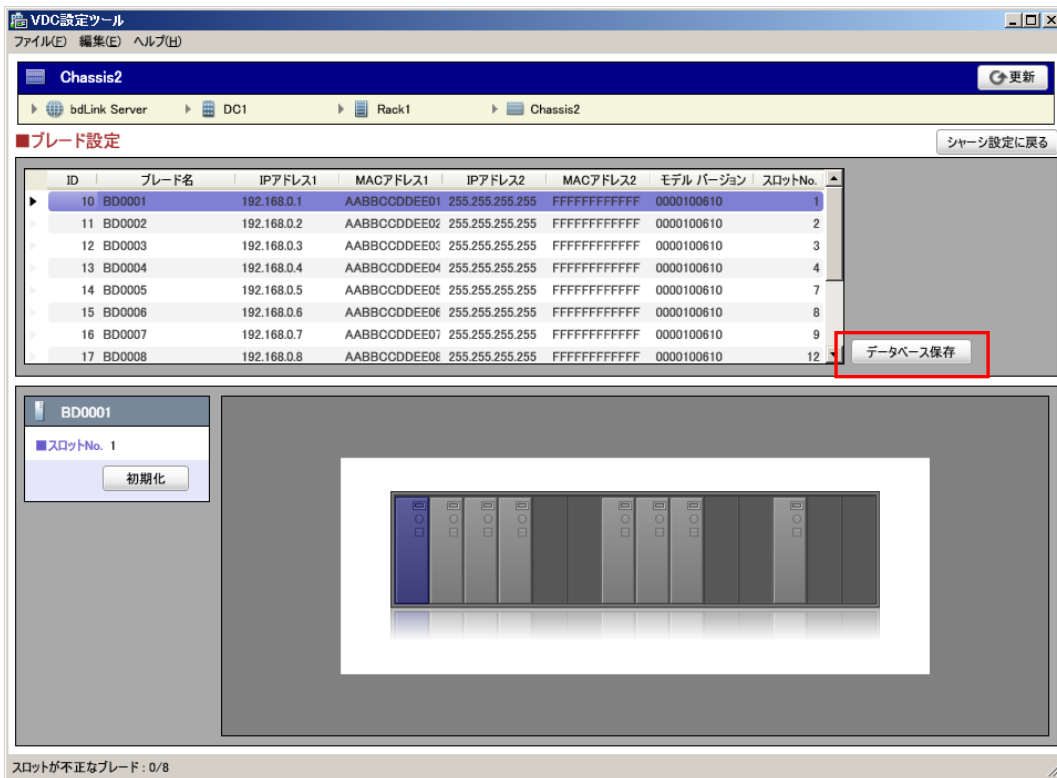 VDC設定ツール
ファイル(F) 編集(E) ヘルプ(H)
Chassis2 更新
bdLink Server DC1 Rack1 Chassis2
■ブレード設定 シャーシ設定に戻る
ID ブレード名 IPアドレス1 MACアドレス1 IPアドレス2 MACアドレス2 モデル バージョン スロットNo.
10 BD0001 192.168.0.1 AABBCCDDEE01 255.255.255.255 FFFFFFFFFFFF 0000100610 1
11 BD0002 192.168.0.2 AABBCCDDEE02 255.255.255.255 FFFFFFFFFFFF 0000100610 2
12 BD0003 192.168.0.3 AABBCCDDEE03 255.255.255.255 FFFFFFFFFFFF 0000100610 3
13 BD0004 192.168.0.4 AABBCCDDEE04 255.255.255.255 FFFFFFFFFFFF 0000100610 4
14 BD0005 192.168.0.5 AABBCCDDEE05 255.255.255.255 FFFFFFFFFFFF 0000100610 7
15 BD0006 192.168.0.6 AABBCCDDEE06 255.255.255.255 FFFFFFFFFFFF 0000100610 8
16 BD0007 192.168.0.7 AABBCCDDEE07 255.255.255.255 FFFFFFFFFFFF 0000100610 9
17 BD0008 192.168.0.8 AABBCCDDEE08 255.255.255.255 FFFFFFFFFFFF 0000100610 12
データベース保存
BD0001
■スロットNo. 1
初期化
スロットが不正なブレード : 0/8